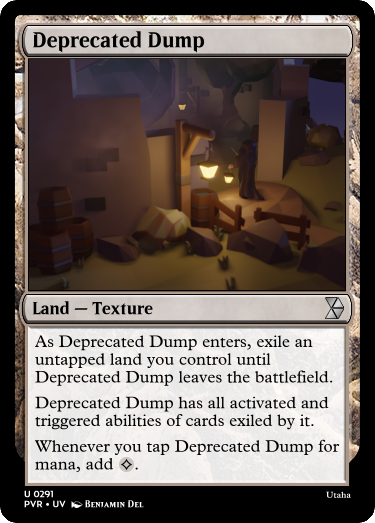 Deprecated Dump
Land — Texture
As Deprecated Dump enters, exile an
untapped land you control until
Deprecated Dump leaves the battlefield.
Deprecated Dump has all activated and
triggered abilities of cards exiled by it.
Whenever you tap Deprecated Dump for
mana, add.
U 0291
PVR • UV Benjamin Del
Utaha